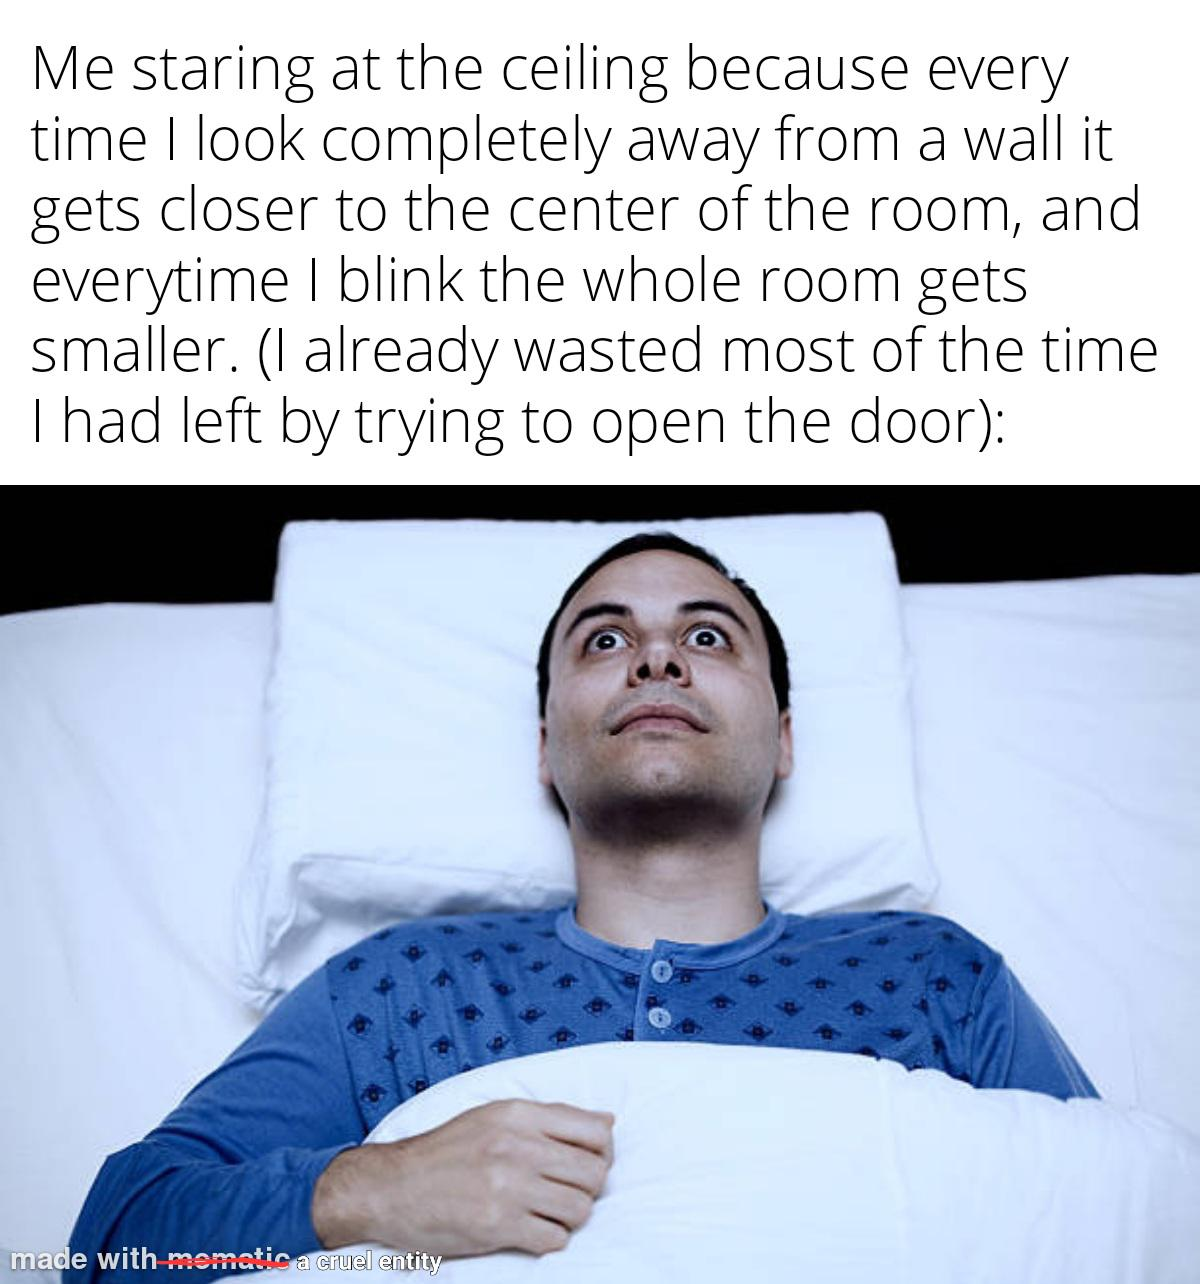 Me staring at the ceiling because every
time I look completely away from a wall it
gets closer to the center of the room, and
everytime I blink the whole room gets
smaller. (I already wasted most of the time
I had left by trying to open the door):
made with mematic a cruel entity